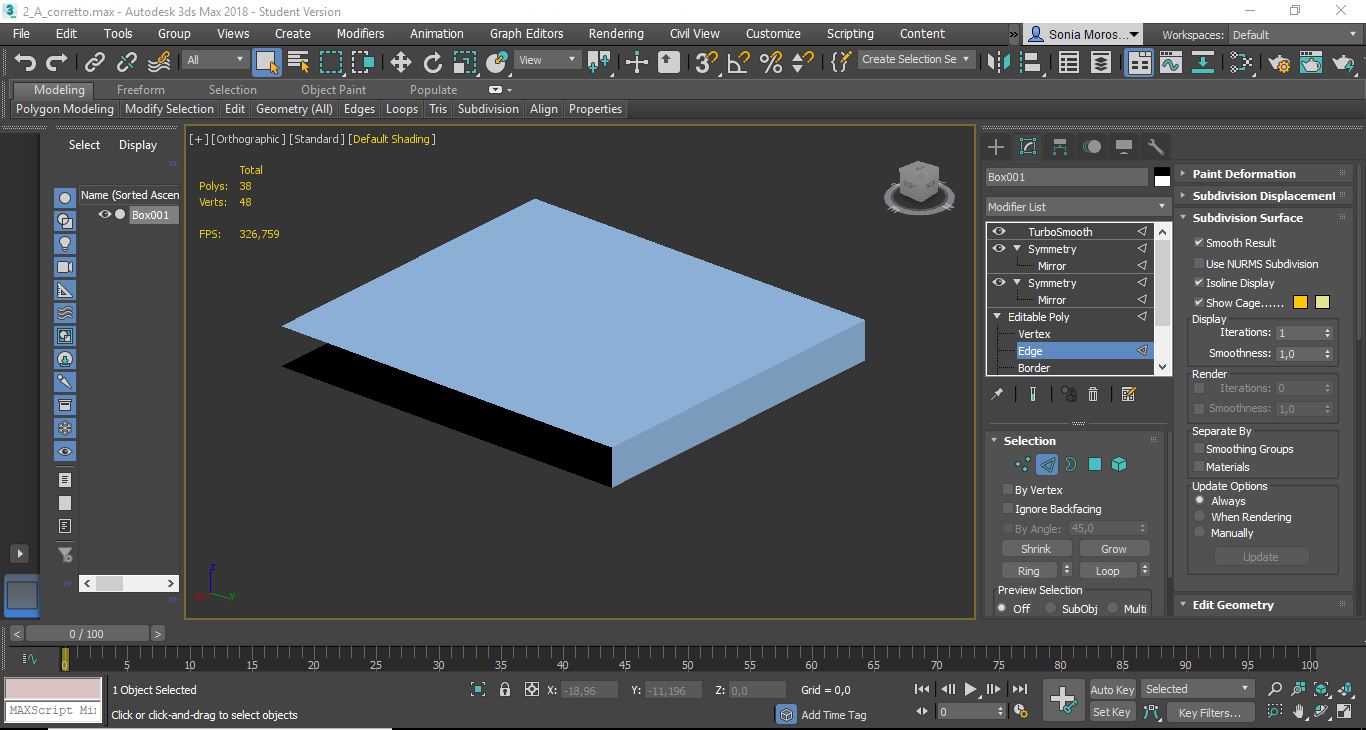 2_A_corretto.max - Autodesk 3ds Max 2018 - Student Version
File Edit Tools Group Views Create Modifiers Animation Graph Editors Rendering Civil View Customize Scripting Content » Sonia Moros... Workspaces: Default
All View 3 % Create Selection Se
Modeling Freeform Selection Object Paint Populate
Polygon Modeling Modify Selection Edit Geometry (All) Edges Loops Tris Subdivision Align Properties
Select Display
Name (Sorted Ascen
Box001
[+] [Orthographic] [Standard] [Default Shading]
Total
Polys: 38
Verts: 48
FPS: 326,759
z
y
Box001
Modifier List
TurboSmooth
Symmetry
Mirror
Symmetry
Mirror
Editable Poly
Vertex
Edge
Border
Selection
By Vertex
Ignore Backfacing
By Angle: 45,0
Shrink Grow
Ring Loop
Preview Selection
Off SubObj Multi
Paint Deformation
Subdivision Displacement
Subdivision Surface
Smooth Result
Use NURMS Subdivision
Isoline Display
Show Cage......
Display
Iterations: 1
Smoothness: 1,0
Render
Iterations: 0
Smoothness: 1,0
Separate By
Smoothing Groups
Materials
Update Options
Always
When Rendering
Manually
Update
Edit Geometry
< 0 / 100 >
0 5 10 15 20 25 30 35 40 45 50 55 60 65 70 75 80 85 90 95 100
1 Object Selected X: -18,96 Y: -11,196 Z: 0,0 Grid = 0,0 Auto Key Selected
MAXScript Mi Click or click-and-drag to select objects Add Time Tag 0 Set Key Key Filters...